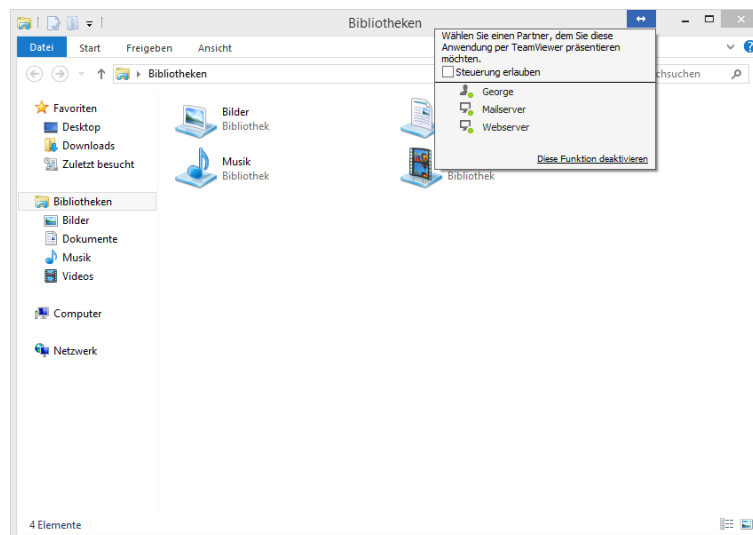 Bibliotheken
Datei Start Freigeben Ansicht
Bibliotheken
chsuchen
Wählen Sie einen Partner, dem Sie diese
Anwendung per TeamViewer präsentieren
möchten.
Steuerung erlauben
George
Mailserver
Webserver
Diese Funktion deaktivieren
Favoriten
Desktop
Downloads
Zuletzt besucht
Bibliotheken
Bilder
Dokumente
Musik
Videos
Computer
Netzwerk
Bilder
Bibliothek
Musik
Bibliothek
Bibliothek
4 Elemente